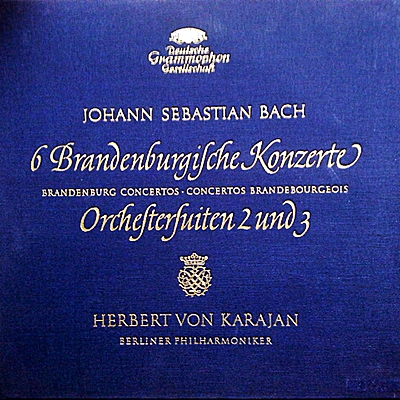 Deutsche
Grammophon
Gesellschaft
JOHANN SEBASTIAN BACH
6 Brandenburgiſche Konzerte
BRANDENBURG CONCERTOS · CONCERTOS BRANDEBOURGEOIS
Orcheſterſuiten 2 und 3
HERBERT VON KARAJAN
BERLINER PHILHARMONIKER